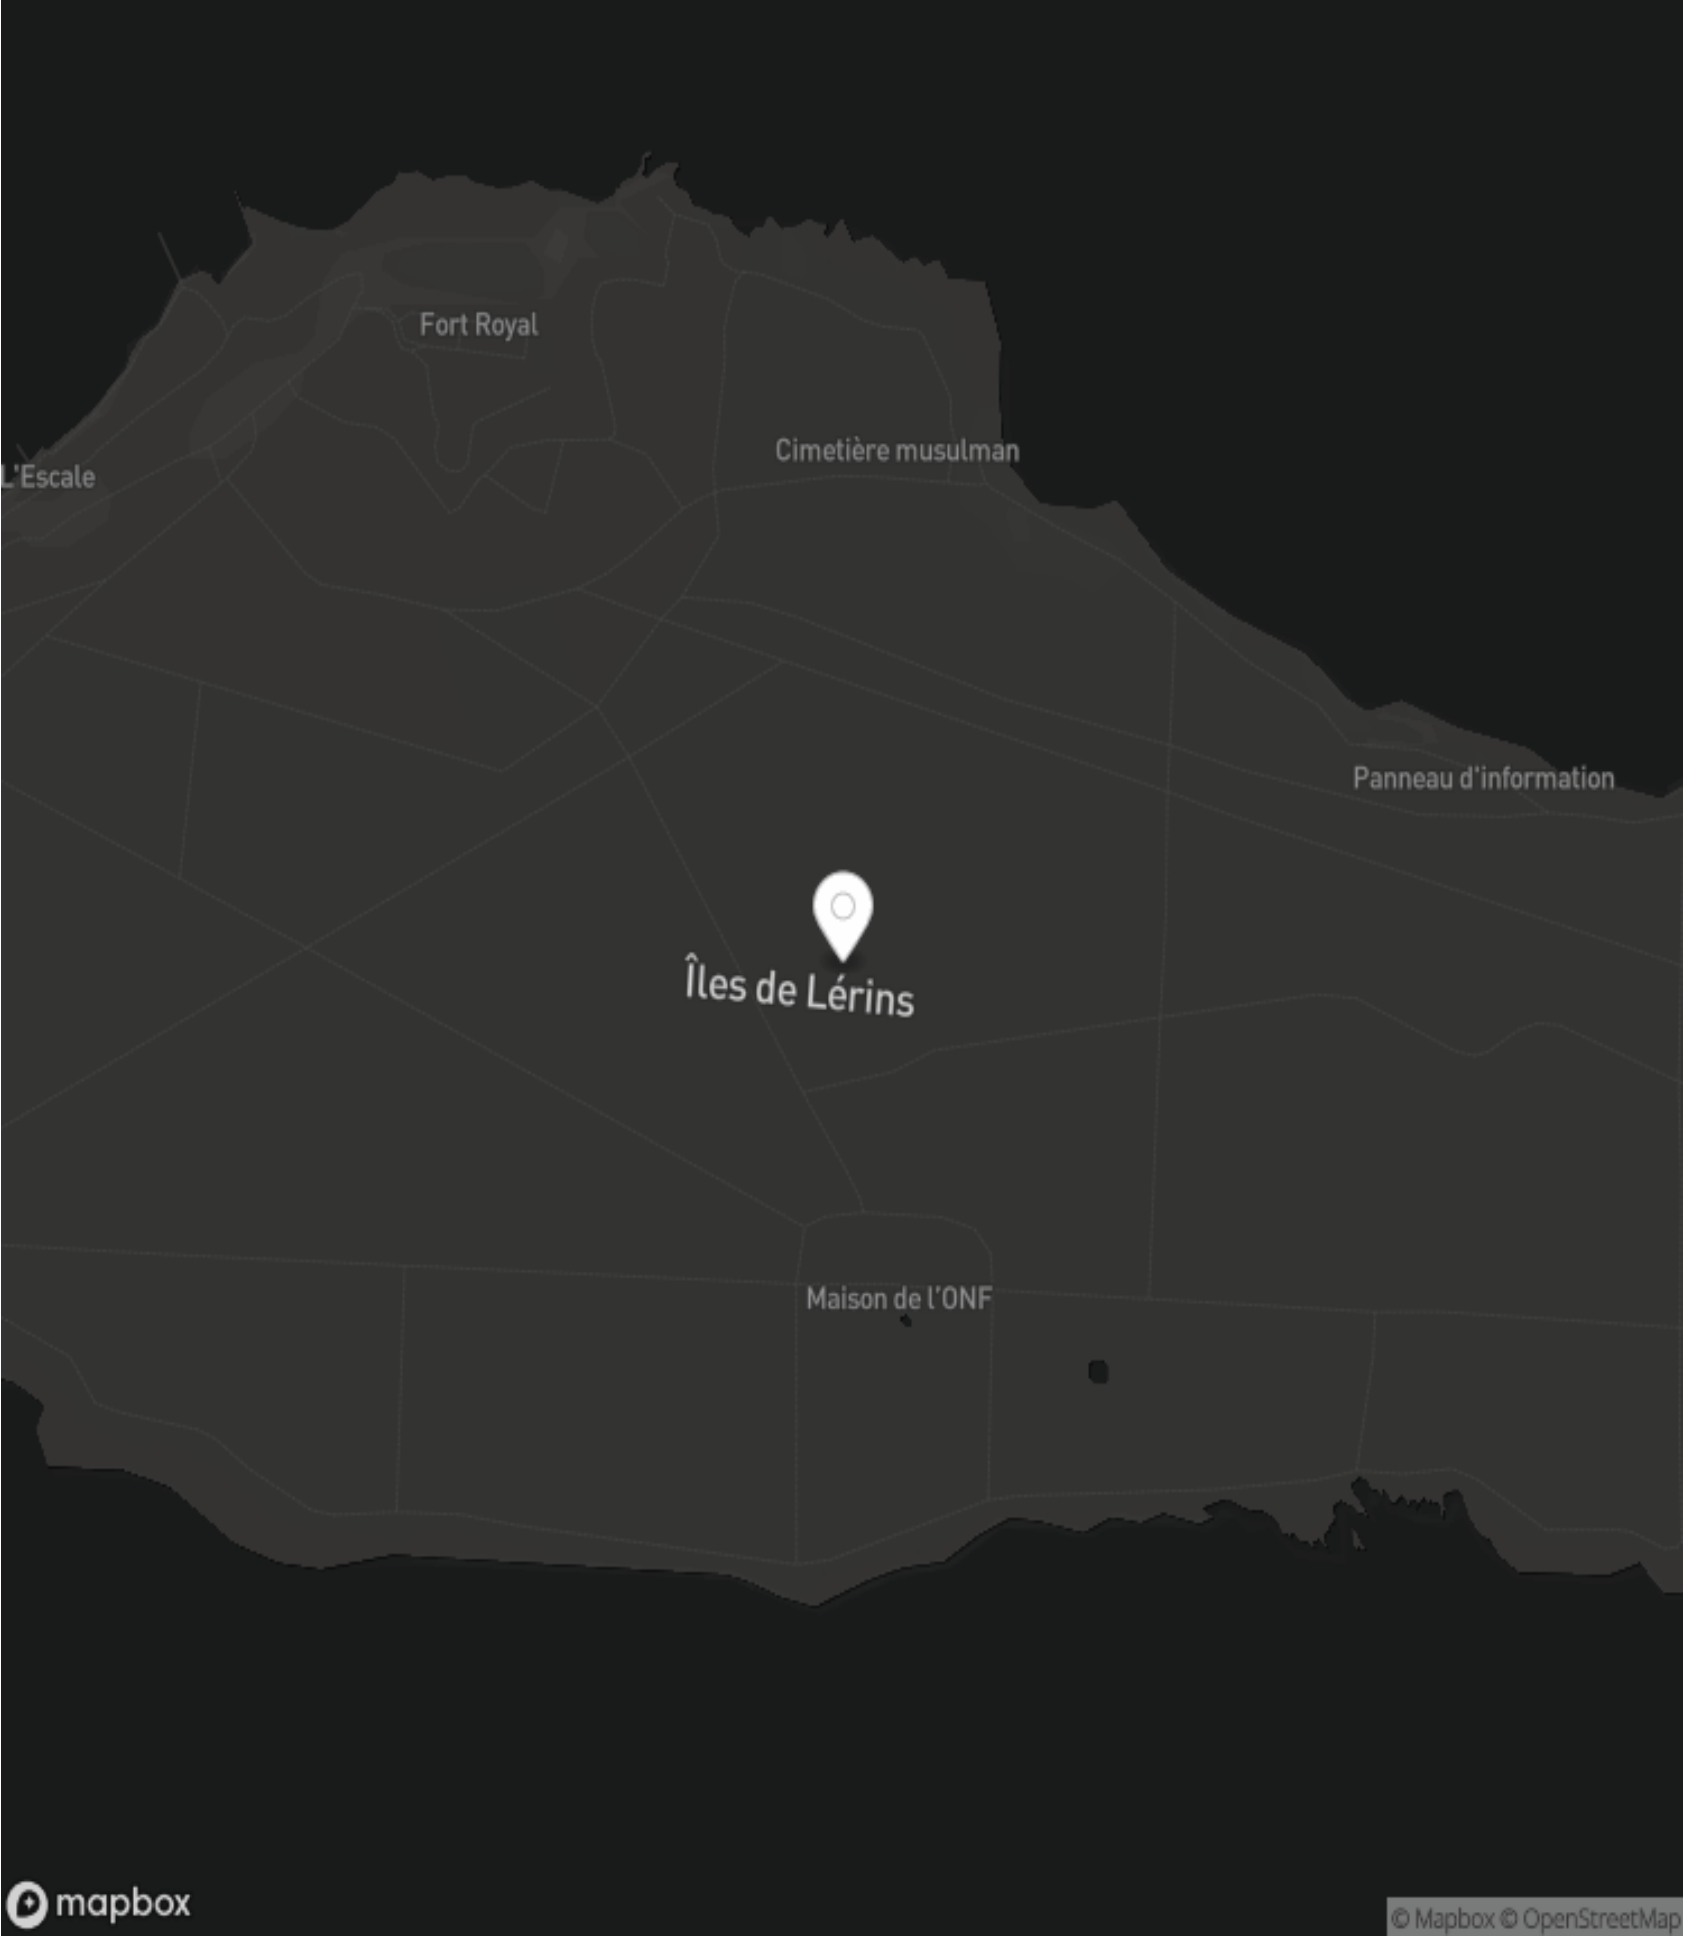 Fort Royal
Cimetière musulman
L'Escale
Panneau d'information
Îles de Lérins
Maison de l'ONF
mapbox
© Mapbox © OpenStreetMap